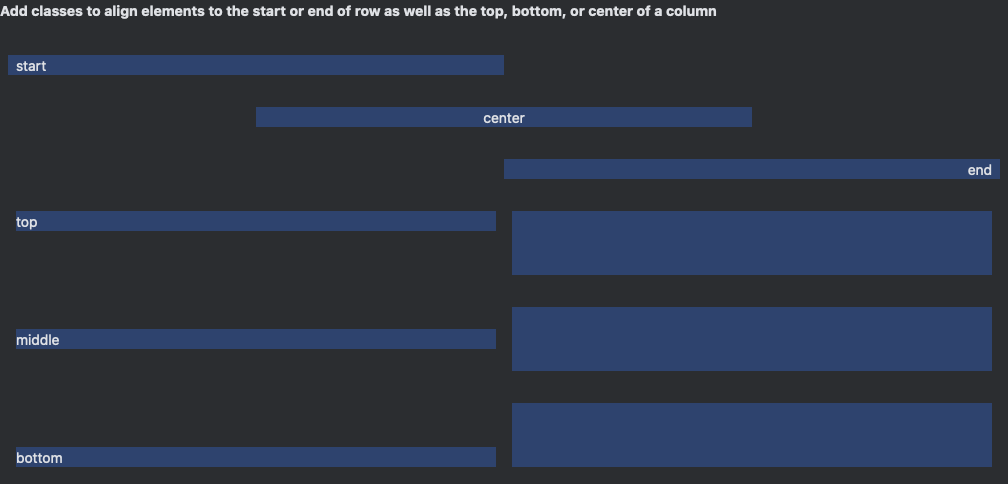 Add classes to align elements to the start or end of row as well as the top, bottom, or center of a column
start
center
end
top
middle
bottom